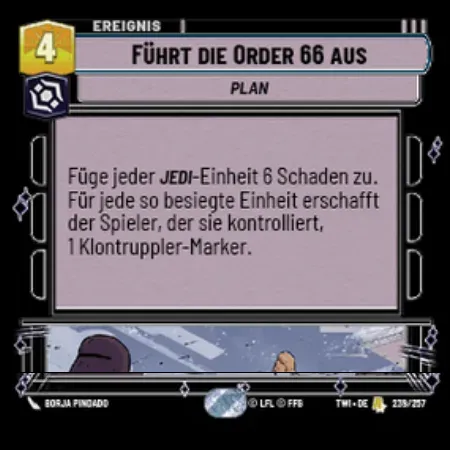 EREIGNIS
4
FÜHRT DIE ORDER 66 AUS
PLAN
Füge jeder JEDI-Einheit 6 Schaden zu.
Für jede so besiegte Einheit erschafft
der Spieler, der sie kontrolliert,
1 Klontruppler-Marker.
BORJA PINDADO
© LFL © FFG
TWI • DE
239/257